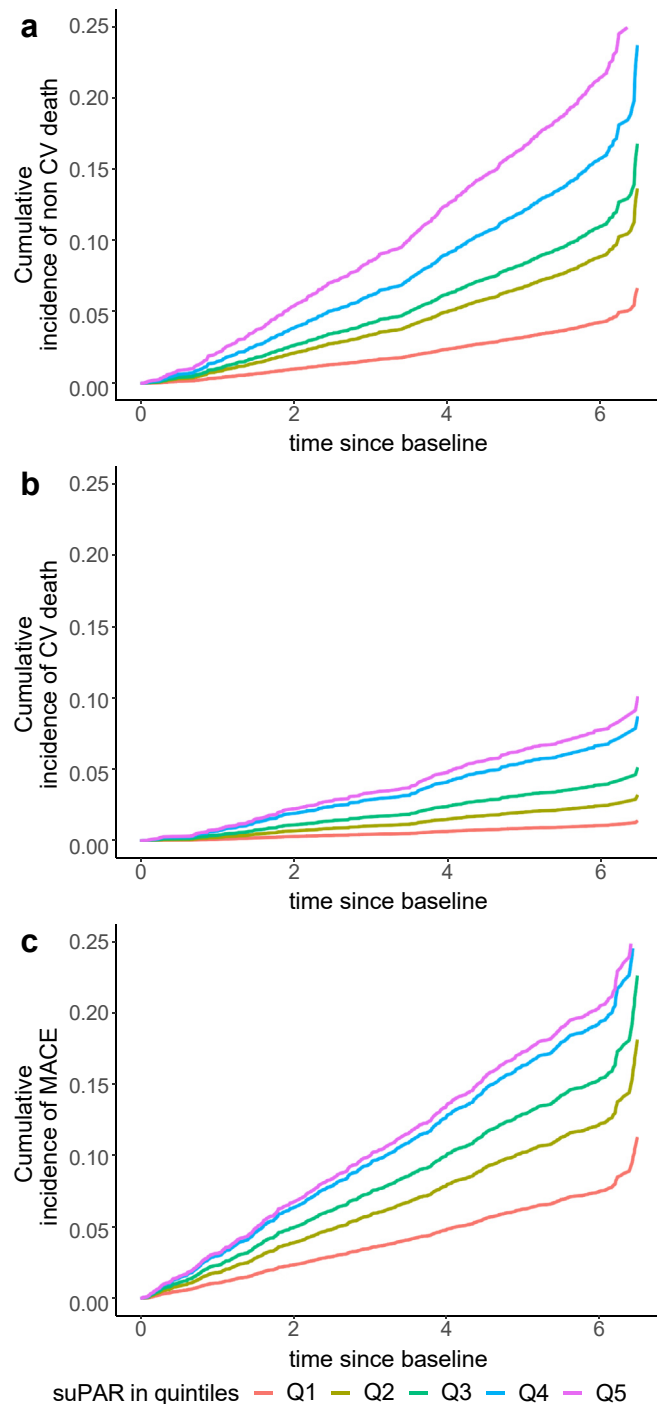 a
Cumulative
incidence of non CV death
0.25
0.20
0.15
0.10
0.05
0.00
0 2 4 6
time since baseline
b
Cumulative
incidence of CV death
0.25
0.20
0.15
0.10
0.05
0.00
0 2 4 6
time since baseline
c
Cumulative
incidence of MACE
0.25
0.20
0.15
0.10
0.05
0.00
0 2 4 6
time since baseline
suPAR in quintiles Q1 Q2 Q3 Q4 Q5